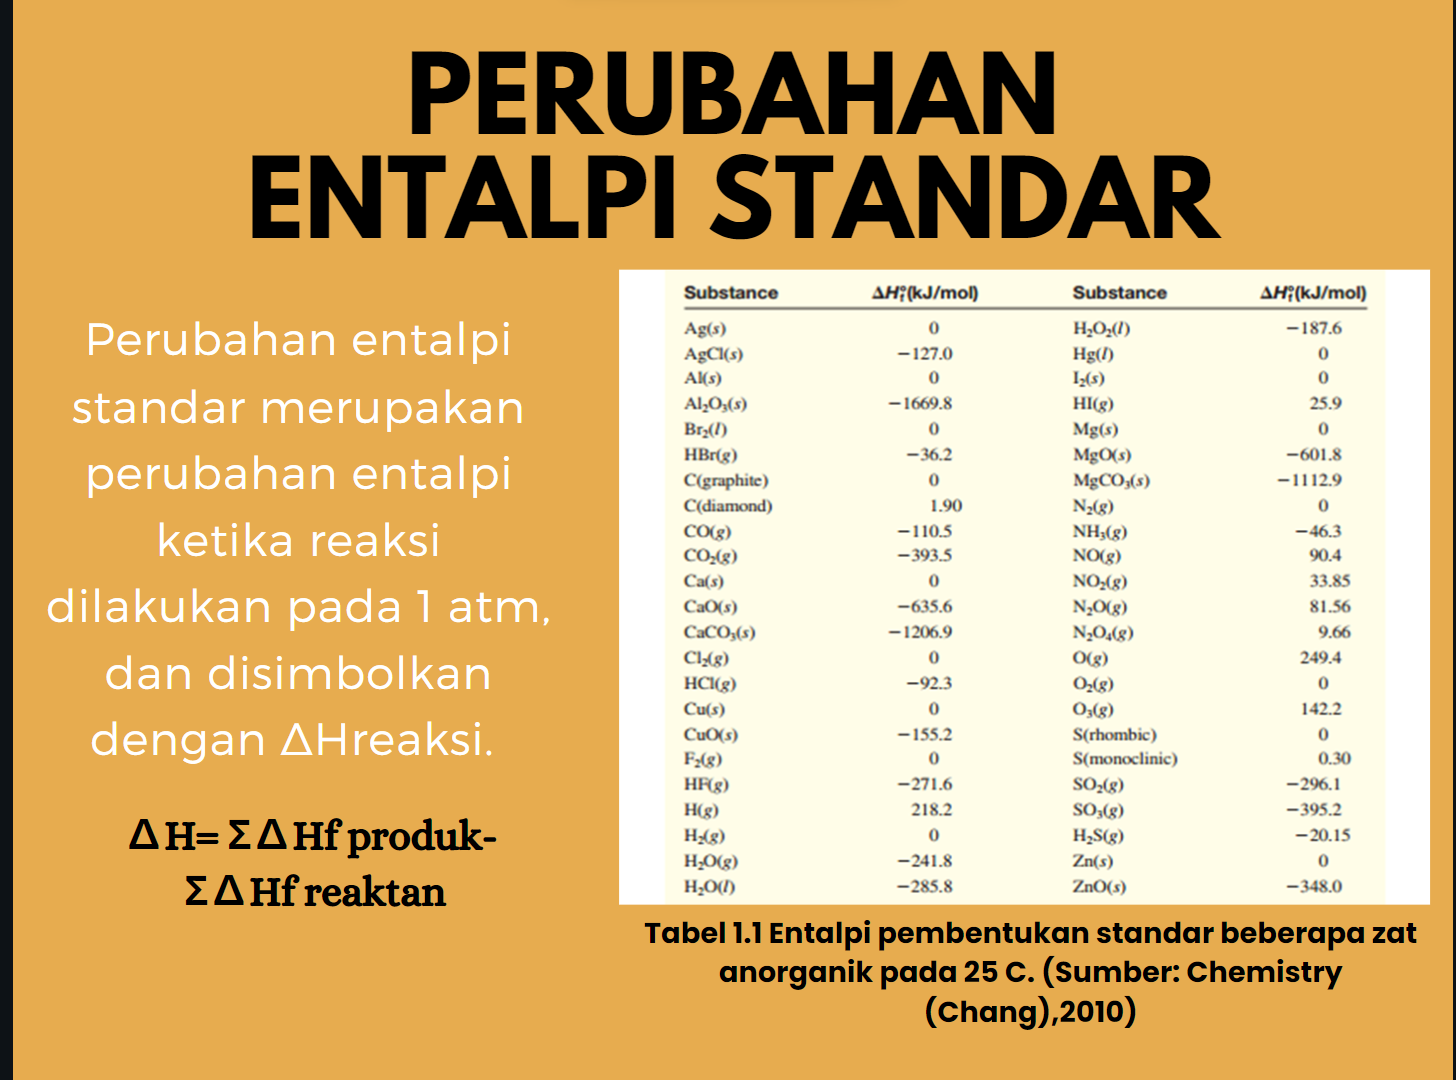 PERUBAHAN
ENTALPI STANDAR
Perubahan entalpi
standar merupakan
perubahan entalpi
ketika reaksi
dilakukan pada 1 atm,
dan disimbolkan
dengan ΔHreaksi.
Δ H= Σ Δ Hf produk-
Σ Δ Hf reaktan
Substance ΔH°f(kJ/mol) Substance ΔH°f(kJ/mol)
Ag(s) 0 H₂O₂(l) −187.6
AgCl(s) −127.0 Hg(l) 0
Al(s) 0 I₂(s) 0
Al₂O₃(s) −1669.8 HI(g) 25.9
Br₂(l) 0 Mg(s) 0
HBr(g) −36.2 MgO(s) −601.8
C(graphite) 0 MgCO₃(s) −1112.9
C(diamond) 1.90 N₂(g) 0
CO(g) −110.5 NH₃(g) −46.3
CO₂(g) −393.5 NO(g) 90.4
Ca(s) 0 NO₂(g) 33.85
CaO(s) −635.6 N₂O(g) 81.56
CaCO₃(s) −1206.9 N₂O₄(g) 9.66
Cl₂(g) 0 O(g) 249.4
HCl(g) −92.3 O₂(g) 0
Cu(s) 0 O₃(g) 142.2
CuO(s) −155.2 S(rhombic) 0
F₂(g) 0 S(monoclinic) 0.30
HF(g) −271.6 SO₂(g) −296.1
H(g) 218.2 SO₃(g) −395.2
H₂(g) 0 H₂S(g) −20.15
H₂O(g) −241.8 Zn(s) 0
H₂O(l) −285.8 ZnO(s) −348.0
Tabel 1.1 Entalpi pembentukan standar beberapa zat
anorganik pada 25 C. (Sumber: Chemistry
(Chang),2010)